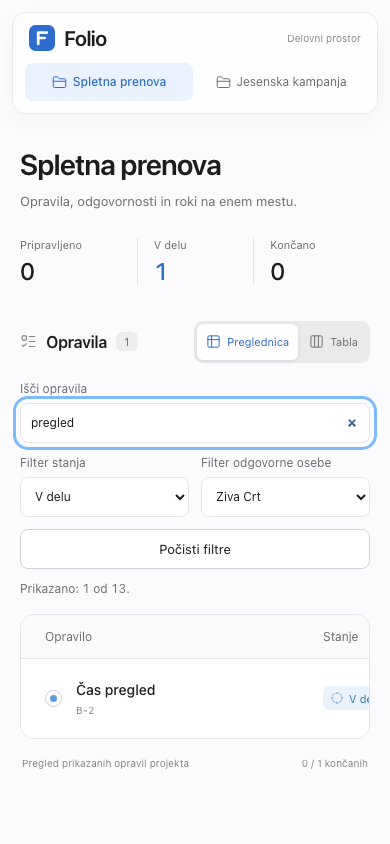 Folio
Delovni prostor
Spletna prenova
Jesenska kampanja
Spletna prenova
Opravila, odgovornosti in roki na enem mestu.
Pripravljeno
V delu
Končano
0
1
0
Opravila 1
Preglednica
Tabla
Išči opravila
pregled
Filter stanja
Filter odgovorne osebe
V delu
Ziva Crt
Počisti filtre
Prikazano: 1 od 13.
Opravilo
Stanje
Čas pregled
B-2
V de
Pregled prikazanih opravil projekta
0 / 1 končanih